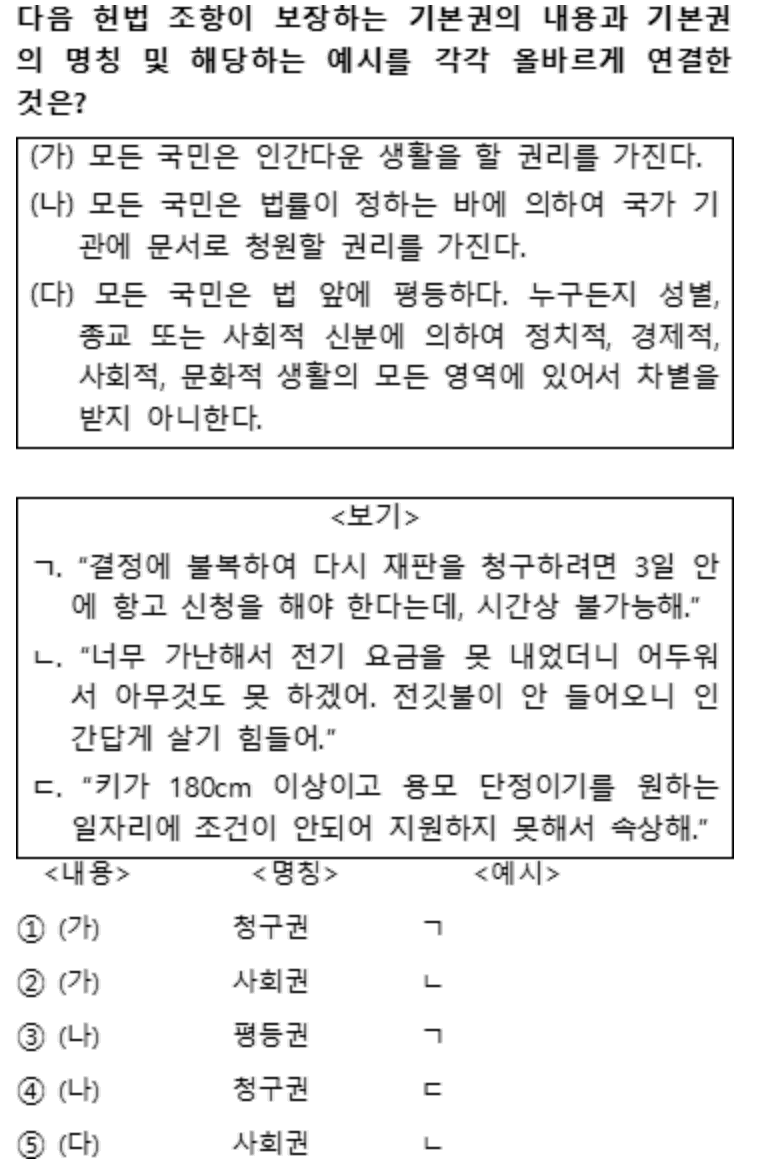 다음 헌법 조항이 보장하는 기본권의 내용과 기본권
의 명칭 및 해당하는 예시를 각각 올바르게 연결한
것은?
(가) 모든 국민은 인간다운 생활을 할 권리를 가진다.
(나) 모든 국민은 법률이 정하는 바에 의하여 국가 기
관에 문서로 청원할 권리를 가진다.
(다) 모든 국민은 법 앞에 평등하다. 누구든지 성별,
종교 또는 사회적 신분에 의하여 정치적, 경제적,
사회적, 문화적 생활의 모든 영역에 있어서 차별을
받지 아니한다.
<보기>
ㄱ. “결정에 불복하여 다시 재판을 청구하려면 3일 안
에 항고 신청을 해야 한다는데, 시간상 불가능해.”
ㄴ. “너무 가난해서 전기 요금을 못 내었더니 어두워
서 아무것도 못 하겠어. 전깃불이 안 들어오니 인
간답게 살기 힘들어.”
ㄷ. “키가 180cm 이상이고 용모 단정이기를 원하는
일자리에 조건이 안되어 지원하지 못해서 속상해.”
<내용> <명칭> <예시>
① (가) 청구권 ㄱ
② (가) 사회권 ㄴ
③ (나) 평등권 ㄱ
④ (나) 청구권 ㄷ
⑤ (다) 사회권 ㄴ